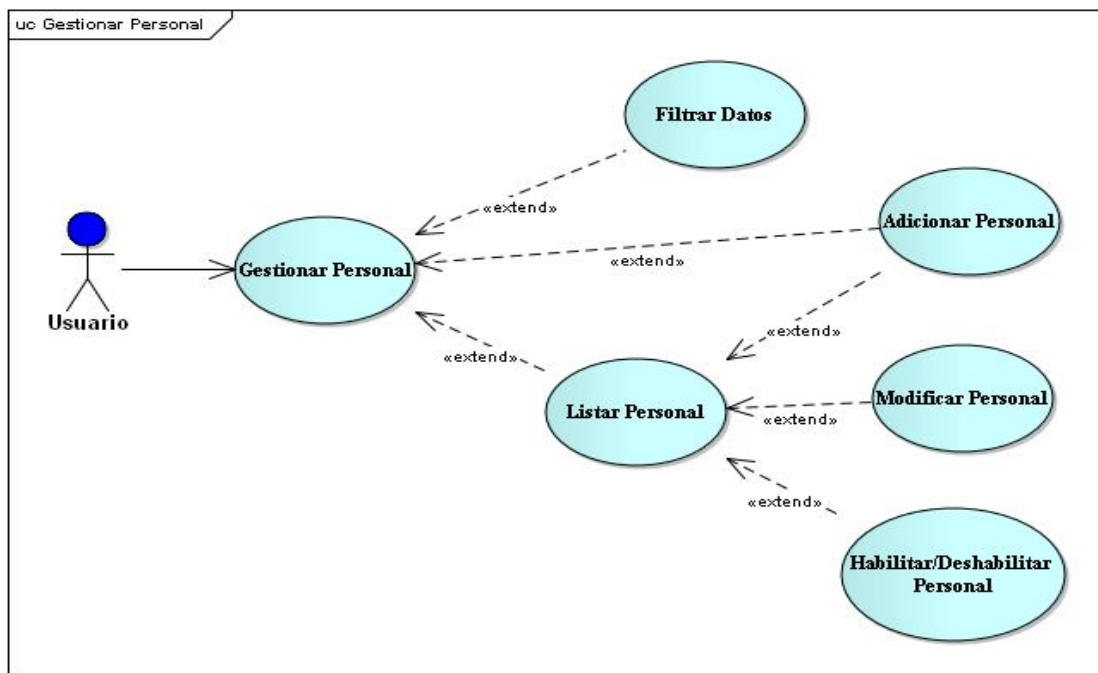 uc Gestionar Personal
Filtrar Datos
«extend»
Adicionar Personal
«extend»
Gestionar Personal
Usuario
«extend»
«extend»
Listar Personal
Modificar Personal
«extend»
«extend»
Habilitar/Deshabilitar
Personal